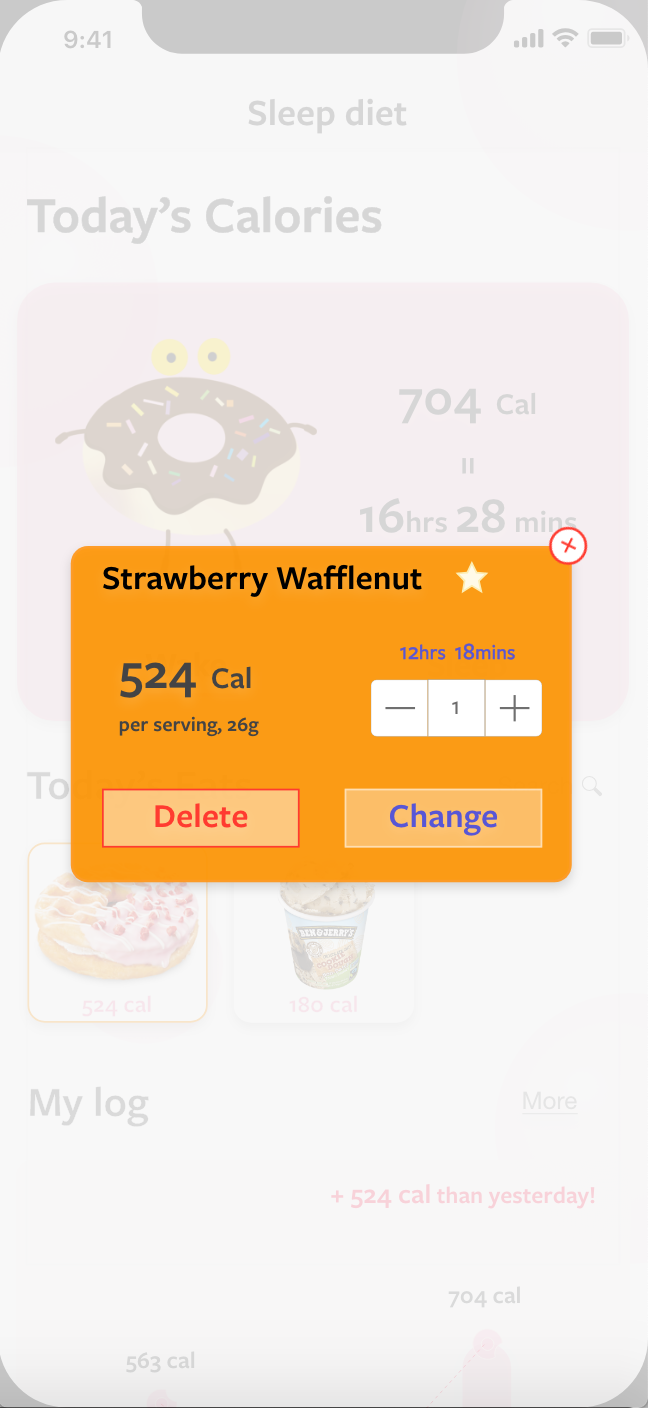 9:41
Sleep diet
Today's Calories
704 Cal
=
16hrs 28 mins
Strawberry Wafflenut
12hrs 18mins
524 Cal
1
per serving, 26g
Today's Eats
Delete
Change
BEN&JERRY'S
524 cal
180 cal
My log
More
+ 524 cal than yesterday!
704 cal
563 cal